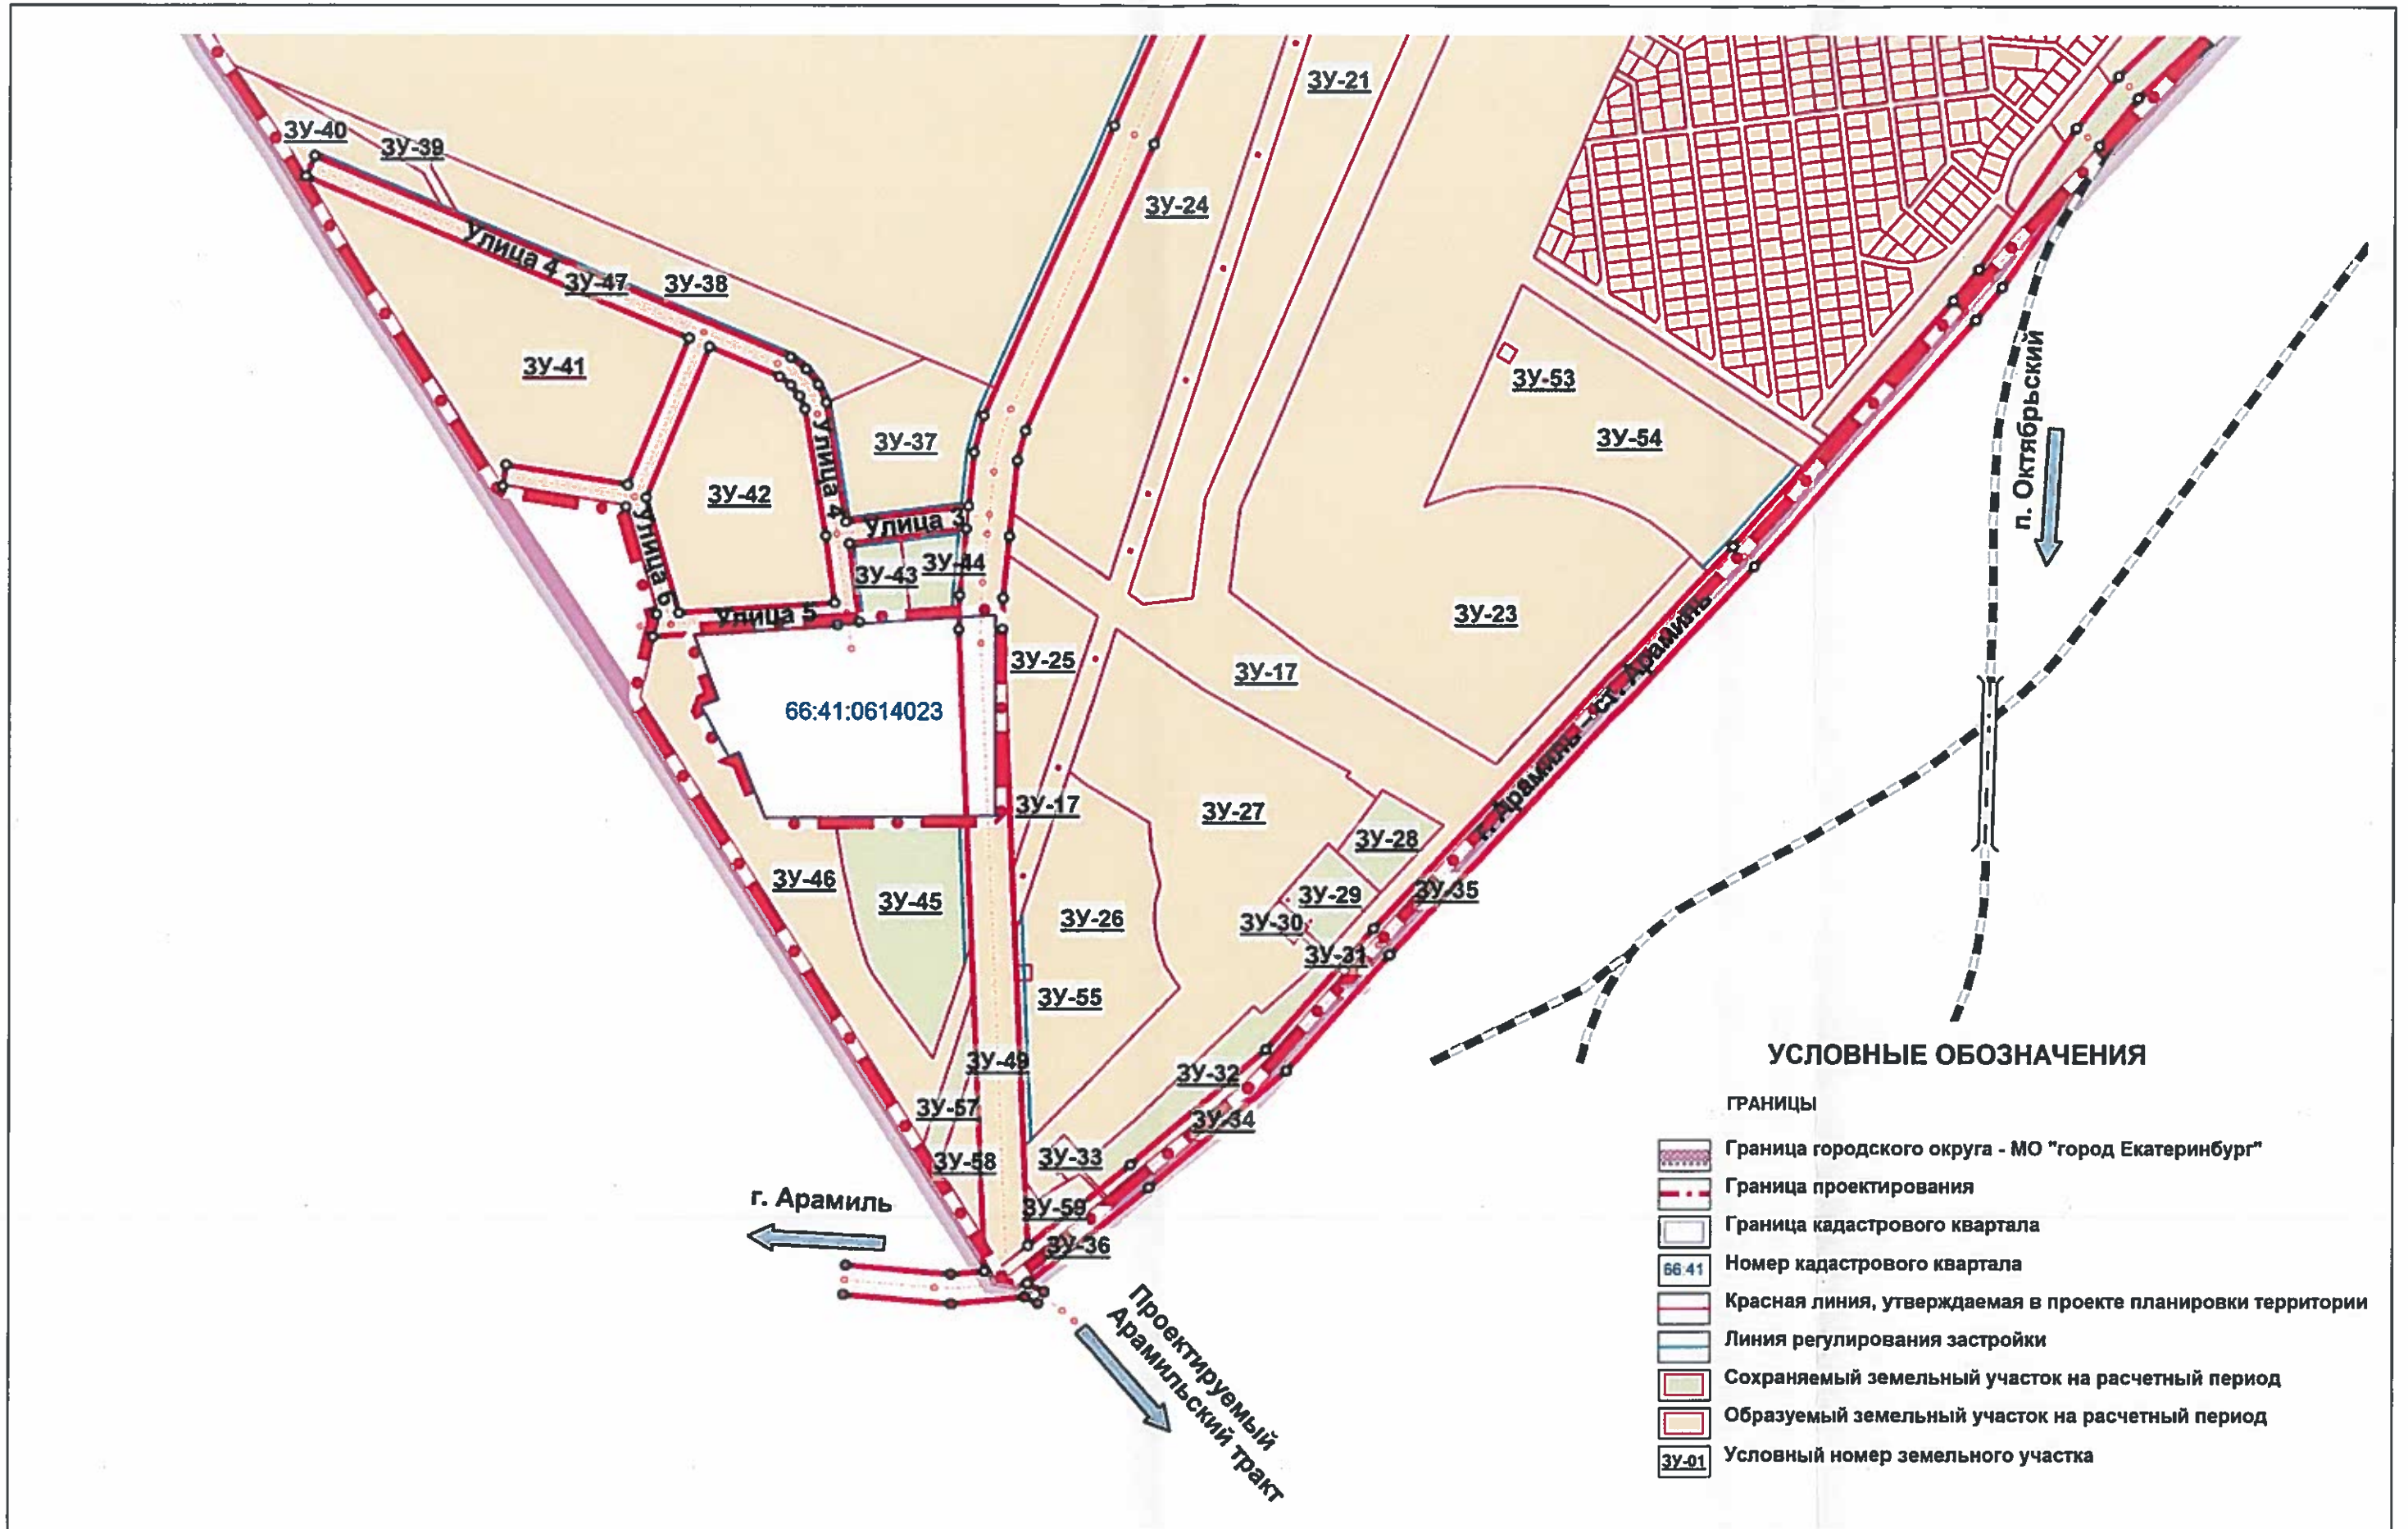 ЗУ-21
ЗУ-40
ЗУ-39
ЗУ-24
Улица 4
ЗУ-47
ЗУ-38
ЗУ-41
ЗУ-53
п. Октябрьский
ЗУ-37
ЗУ-54
Улица 4
ЗУ-42
Улица 3
Улица 6
ЗУ-43
ЗУ-44
Улица 5
ЗУ-23
ЗУ-25
ЗУ-17
г. Арамиль - ст. Арамиль
66:41:0614023
ЗУ-17
ЗУ-27
ЗУ-28
ЗУ-46
ЗУ-45
ЗУ-29
ЗУ-35
ЗУ-26
ЗУ-30
ЗУ-31
ЗУ-55
ЗУ-49
ЗУ-32
ЗУ-57
ЗУ-34
ЗУ-58
ЗУ-33
г. Арамиль
ЗУ-59
ЗУ-36
Проектируемый
Арамильский тракт
УСЛОВНЫЕ ОБОЗНАЧЕНИЯ
ГРАНИЦЫ
Граница городского округа - МО "город Екатеринбург"
Граница проектирования
Граница кадастрового квартала
66:41 Номер кадастрового квартала
Красная линия, утверждаемая в проекте планировки территории
Линия регулирования застройки
Сохраняемый земельный участок на расчетный период
Образуемый земельный участок на расчетный период
ЗУ-01 Условный номер земельного участка